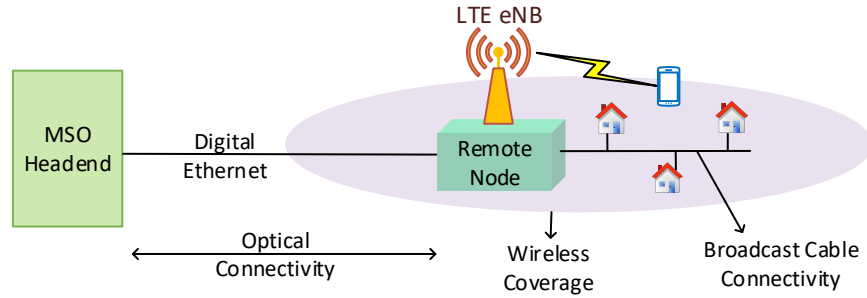 LTE eNB
MSO
Headend
Digital
Ethernet
Remote
Node
Optical
Connectivity
Wireless
Coverage
Broadcast Cable
Connectivity